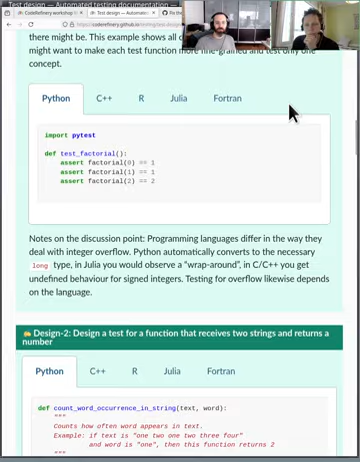 Test design — Automated testing documentation —
CodeRefinery workshop
Test design — Automate
Fix the
https://coderefinery.github.io/testing/test-design
there might be. This example shows all c
might want to make each test function more fine-grained and test only one
concept.
Python C++ R Julia Fortran
import pytest
def test_factorial():
assert factorial(0) == 1
assert factorial(1) == 1
assert factorial(2) == 2
Notes on the discussion point: Programming languages differ in the way they
deal with integer overflow. Python automatically converts to the necessary
long type, in Julia you would observe a “wrap-around”, in C/C++ you get
undefined behaviour for signed integers. Testing for overflow likewise depends
on the language.
Design-2: Design a test for a function that receives two strings and returns a
number
Python C++ R Julia Fortran
def count_word_occurrence_in_string(text, word):
"""
Counts how often word appears in text.
Example: if text is "one two one two three four"
and word is "one", then this function returns 2
"""